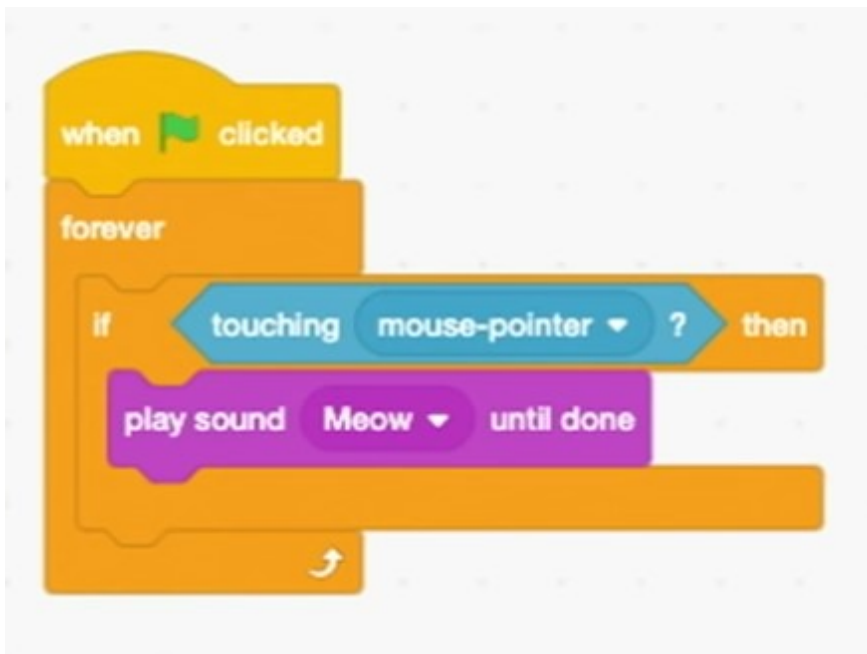 when clicked
forever
if touching mouse-pointer ? then
play sound Meow until done